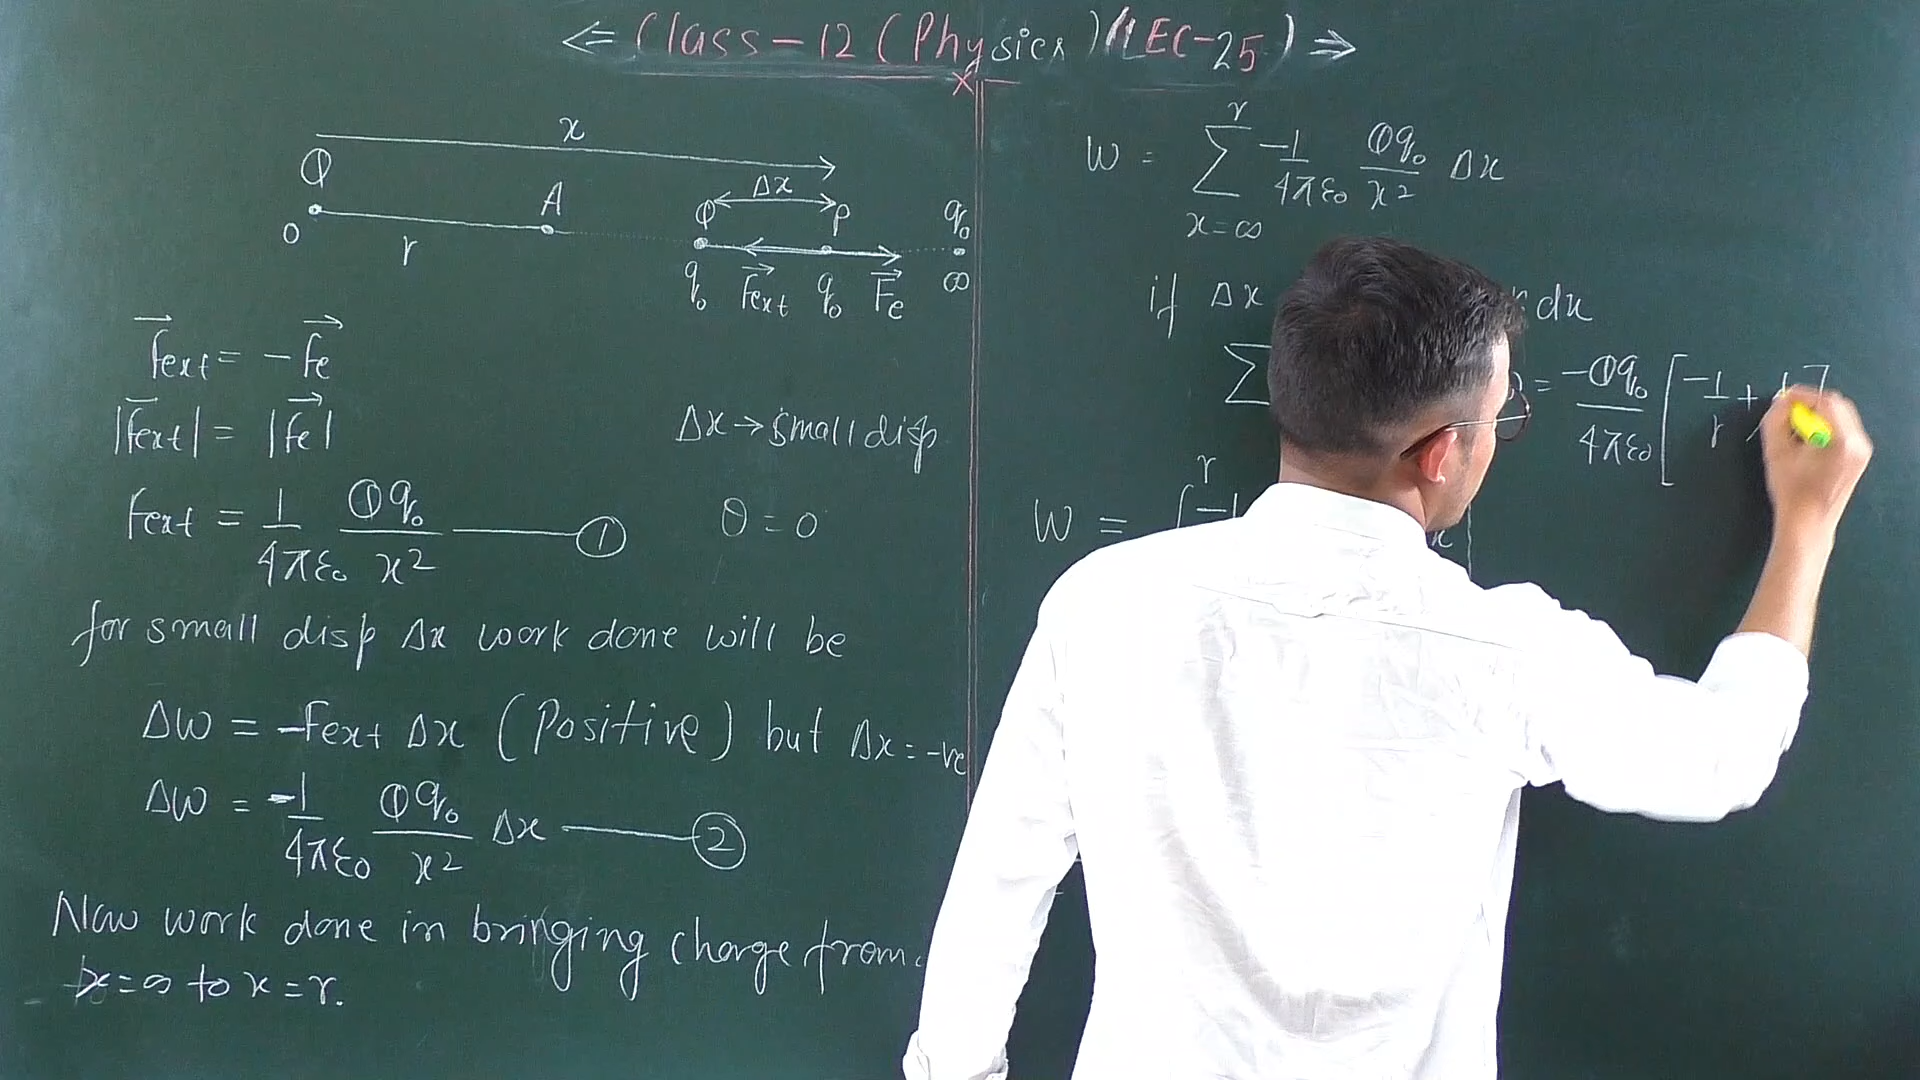 ⇐ Class-12 (Physics) (LEC-25) ⇒
x
Q Δx
A Q P q₀
O r q₀ F⃗ext q₀ F⃗e ∞
F⃗ext = - F⃗e
|F⃗ext| = |F⃗e|
Δx → small disp
Fext = 1/4πε₀ Qq₀/x² —— ①
θ = 0
for small disp Δx work done will be
ΔW = -Fext Δx (Positive) but Δx = -ve
ΔW = -1/4πε₀ Qq₀/x² Δx —— ②
Now work done in bringing charge from
x = ∞ to x = r.
W = Σ_{x=∞}^{r} -1/4πε₀ Qq₀/x² Δx
if Δx dx
Σ = -Qq₀/4πε₀ [-1/r +
W = ∫^{r} -1